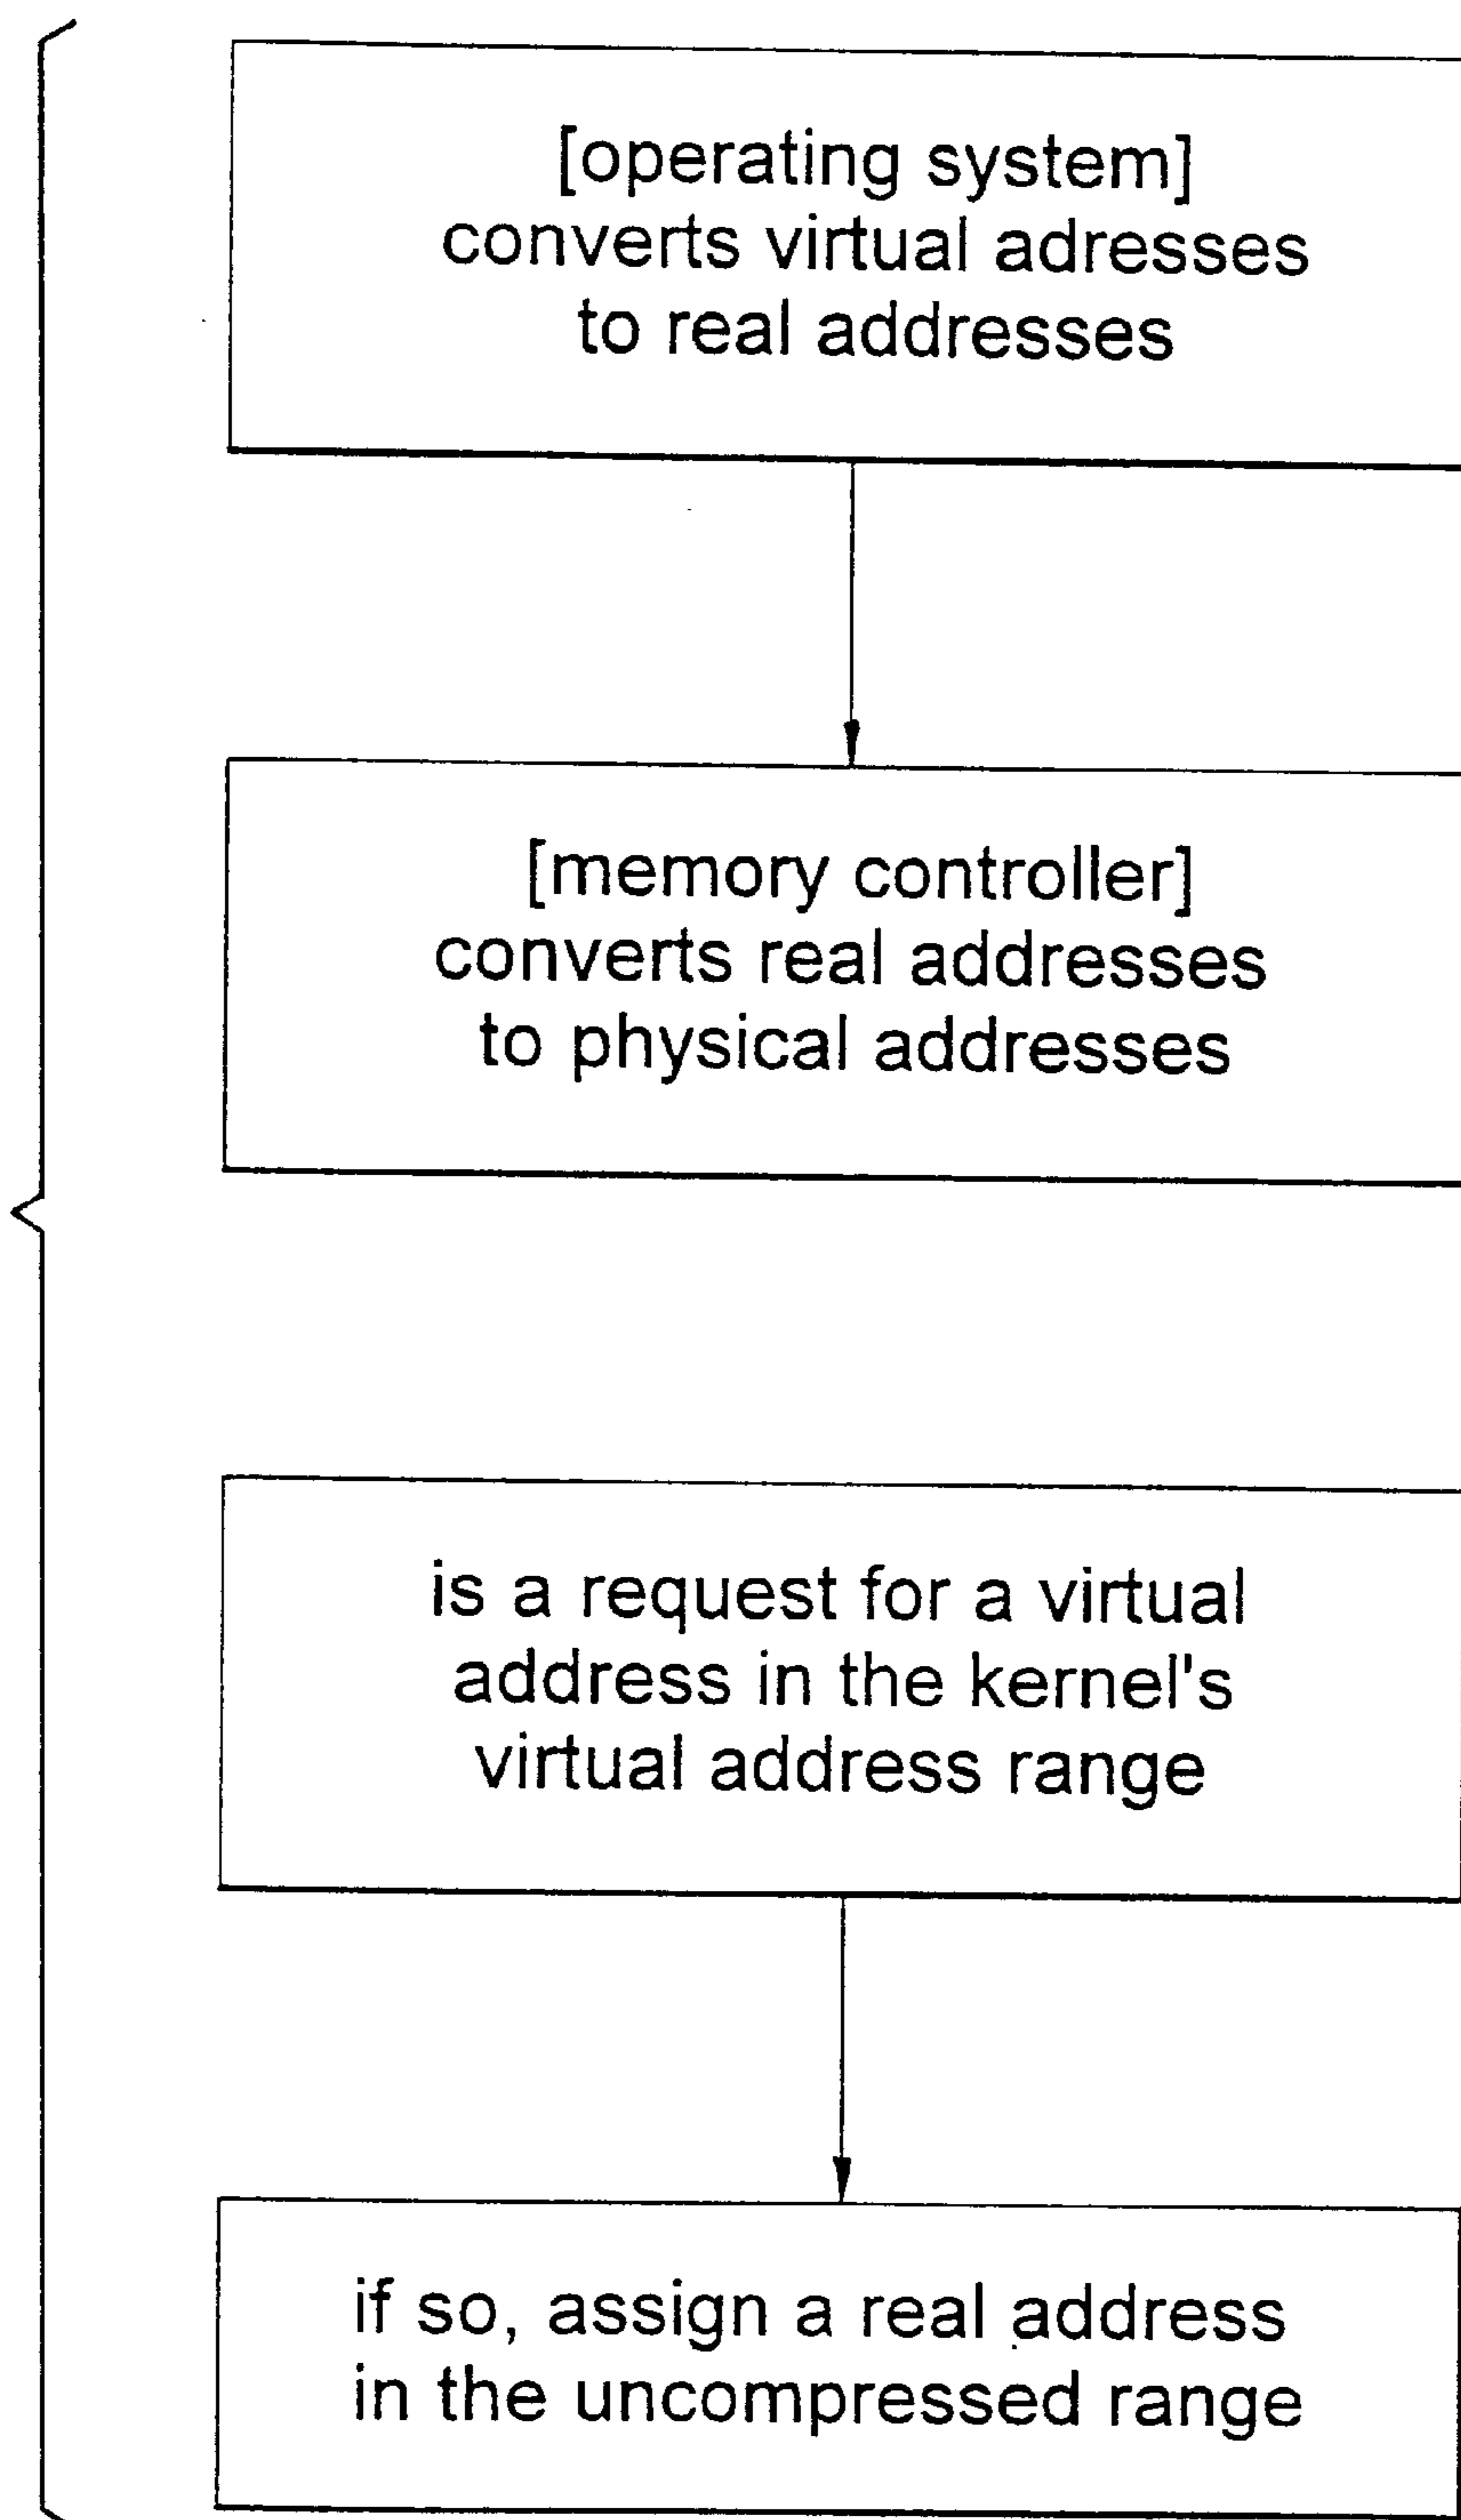 [operating system]
converts virtual adresses
to real addresses
[memory controller]
converts real addresses
to physical addresses
is a request for a virtual
address in the kernel's
virtual address range
if so, assign a real address
in the uncompressed range